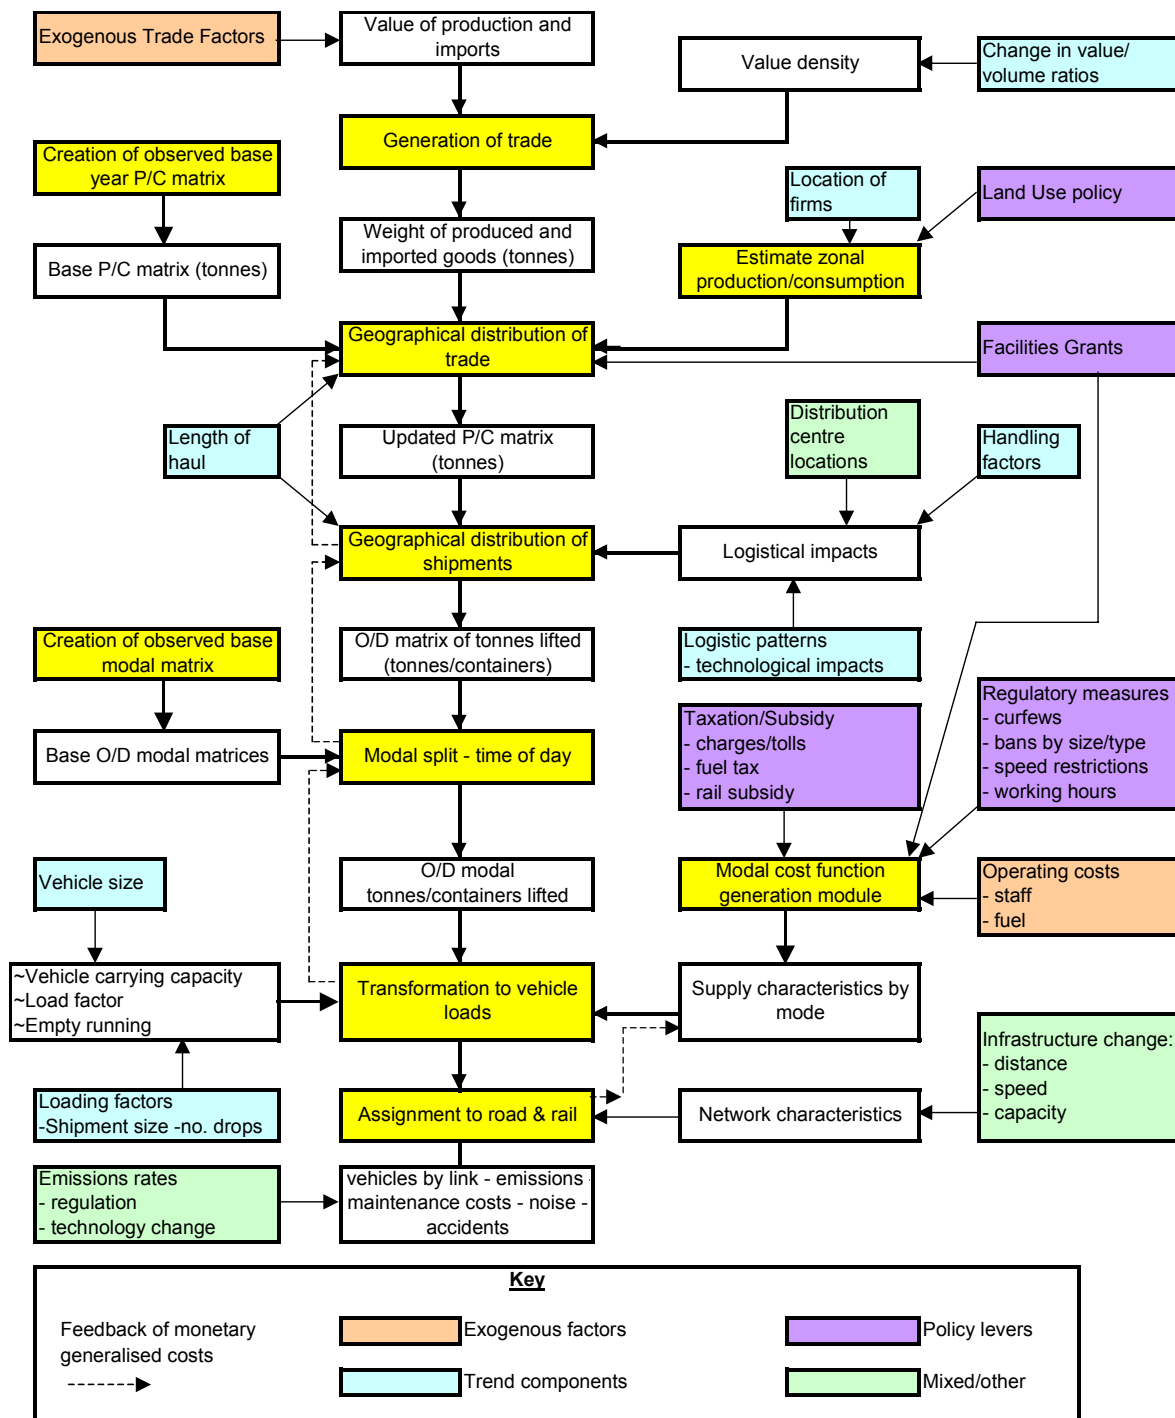 Exogenous Trade Factors
Value of production and
imports
Value density
Change in value/
volume ratios
Generation of trade
Creation of observed base
year P/C matrix
Location of
firms
Land Use policy
Weight of produced and
imported goods (tonnes)
Base P/C matrix (tonnes)
Estimate zonal
production/consumption
Geographical distribution of
trade
Facilities Grants
Length of
haul
Updated P/C matrix
(tonnes)
Distribution
centre
locations
Handling
factors
Geographical distribution of
shipments
Logistical impacts
Creation of observed base
modal matrix
O/D matrix of tonnes lifted
(tonnes/containers)
Logistic patterns
- technological impacts
Base O/D modal matrices
Modal split - time of day
Taxation/Subsidy
- charges/tolls
- fuel tax
- rail subsidy
Regulatory measures
- curfews
- bans by size/type
- speed restrictions
- working hours
Vehicle size
O/D modal
tonnes/containers lifted
Modal cost function
generation module
Operating costs
- staff
- fuel
~Vehicle carrying capacity
~Load factor
~Empty running
Transformation to vehicle
loads
Supply characteristics by
mode
Infrastructure change:
- distance
- speed
- capacity
Loading factors
-Shipment size -no. drops
Assignment to road & rail
Network characteristics
Emissions rates
- regulation
- technology change
vehicles by link - emissions -
maintenance costs - noise -
accidents
Key
Feedback of monetary
generalised costs
Exogenous factors
Policy levers
Trend components
Mixed/other